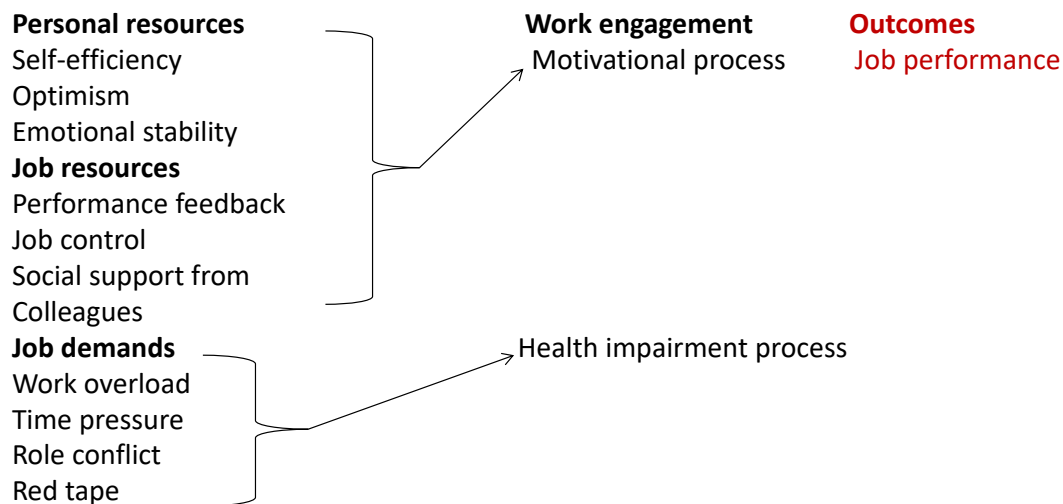 Personal resources
Self-efficiency
Optimism
Emotional stability
Job resources
Performance feedback
Job control
Social support from
Colleagues
Job demands
Work overload
Time pressure
Role conflict
Red tape
Work engagement
Motivational process
Health impairment process
Outcomes
Job performance